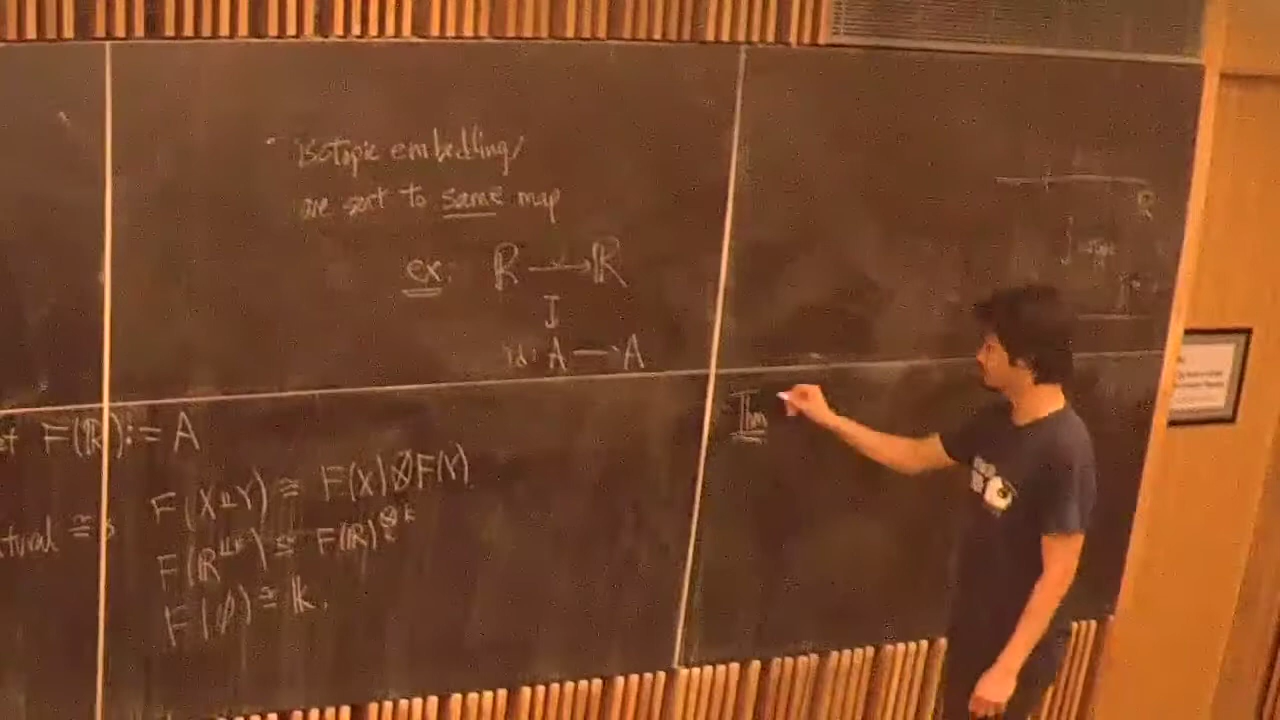 isotopic embeddings
are sent to same map
ex: ℝ → ℝ
id: A → A
F(ℝ) := A
≅s F(X⊔Y) ≅ F(X)⊗F(Y)
F(ℝ^⊔k) ≅ F(ℝ)^⊗k
F(∅) ≅ 𝕜.
Thm
ℝ